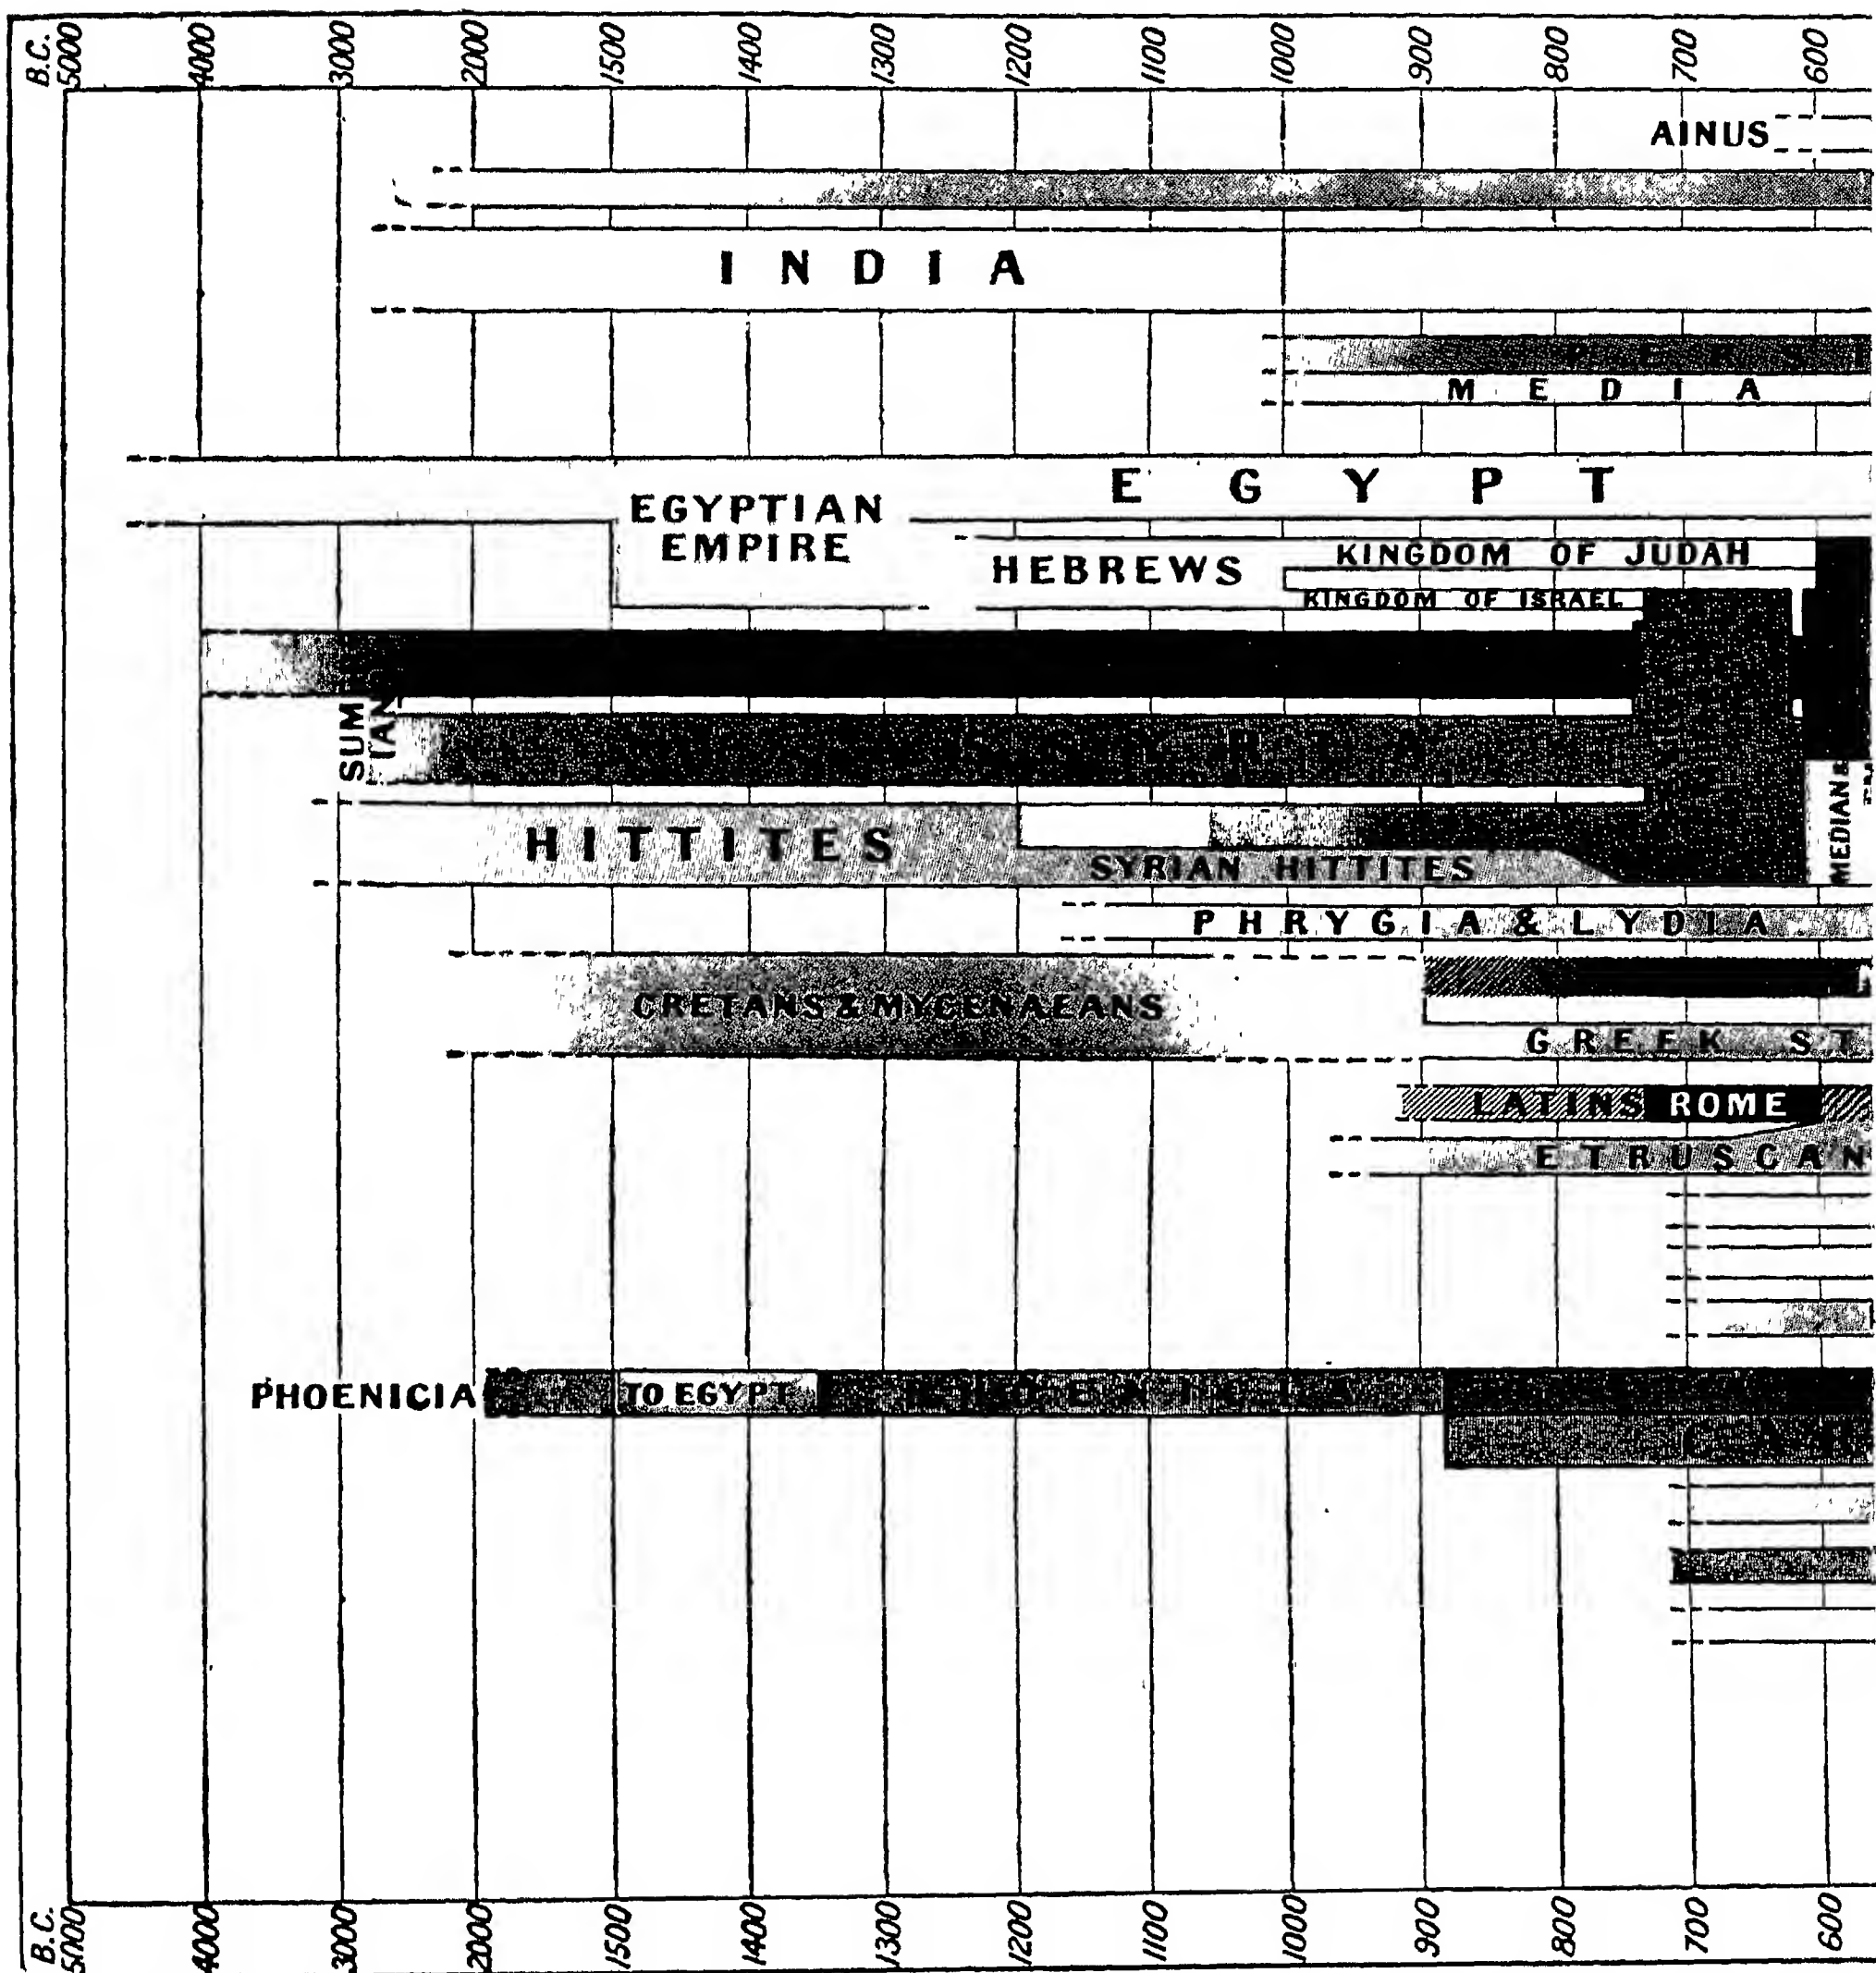 B.C.
5000 4000 3000 2000 1500 1400 1300 1200 1100 1000 900 800 700 600
AINUS
INDIA
PERSI
MEDIA
EGYPT
EGYPTIAN
EMPIRE
HEBREWS
KINGDOM OF JUDAH
KINGDOM OF ISRAEL
SUM
IAN
HITTITES
SYRIAN HITTITES
MEDIAN &
PHRYGIA & LYDIA
CRETANS & MYCENAEANS
GREEK ST
LATINS ROME
ETRUSCAN
PHOENICIA TO EGYPT
B.C.
5000 4000 3000 2000 1500 1400 1300 1200 1100 1000 900 800 700 600